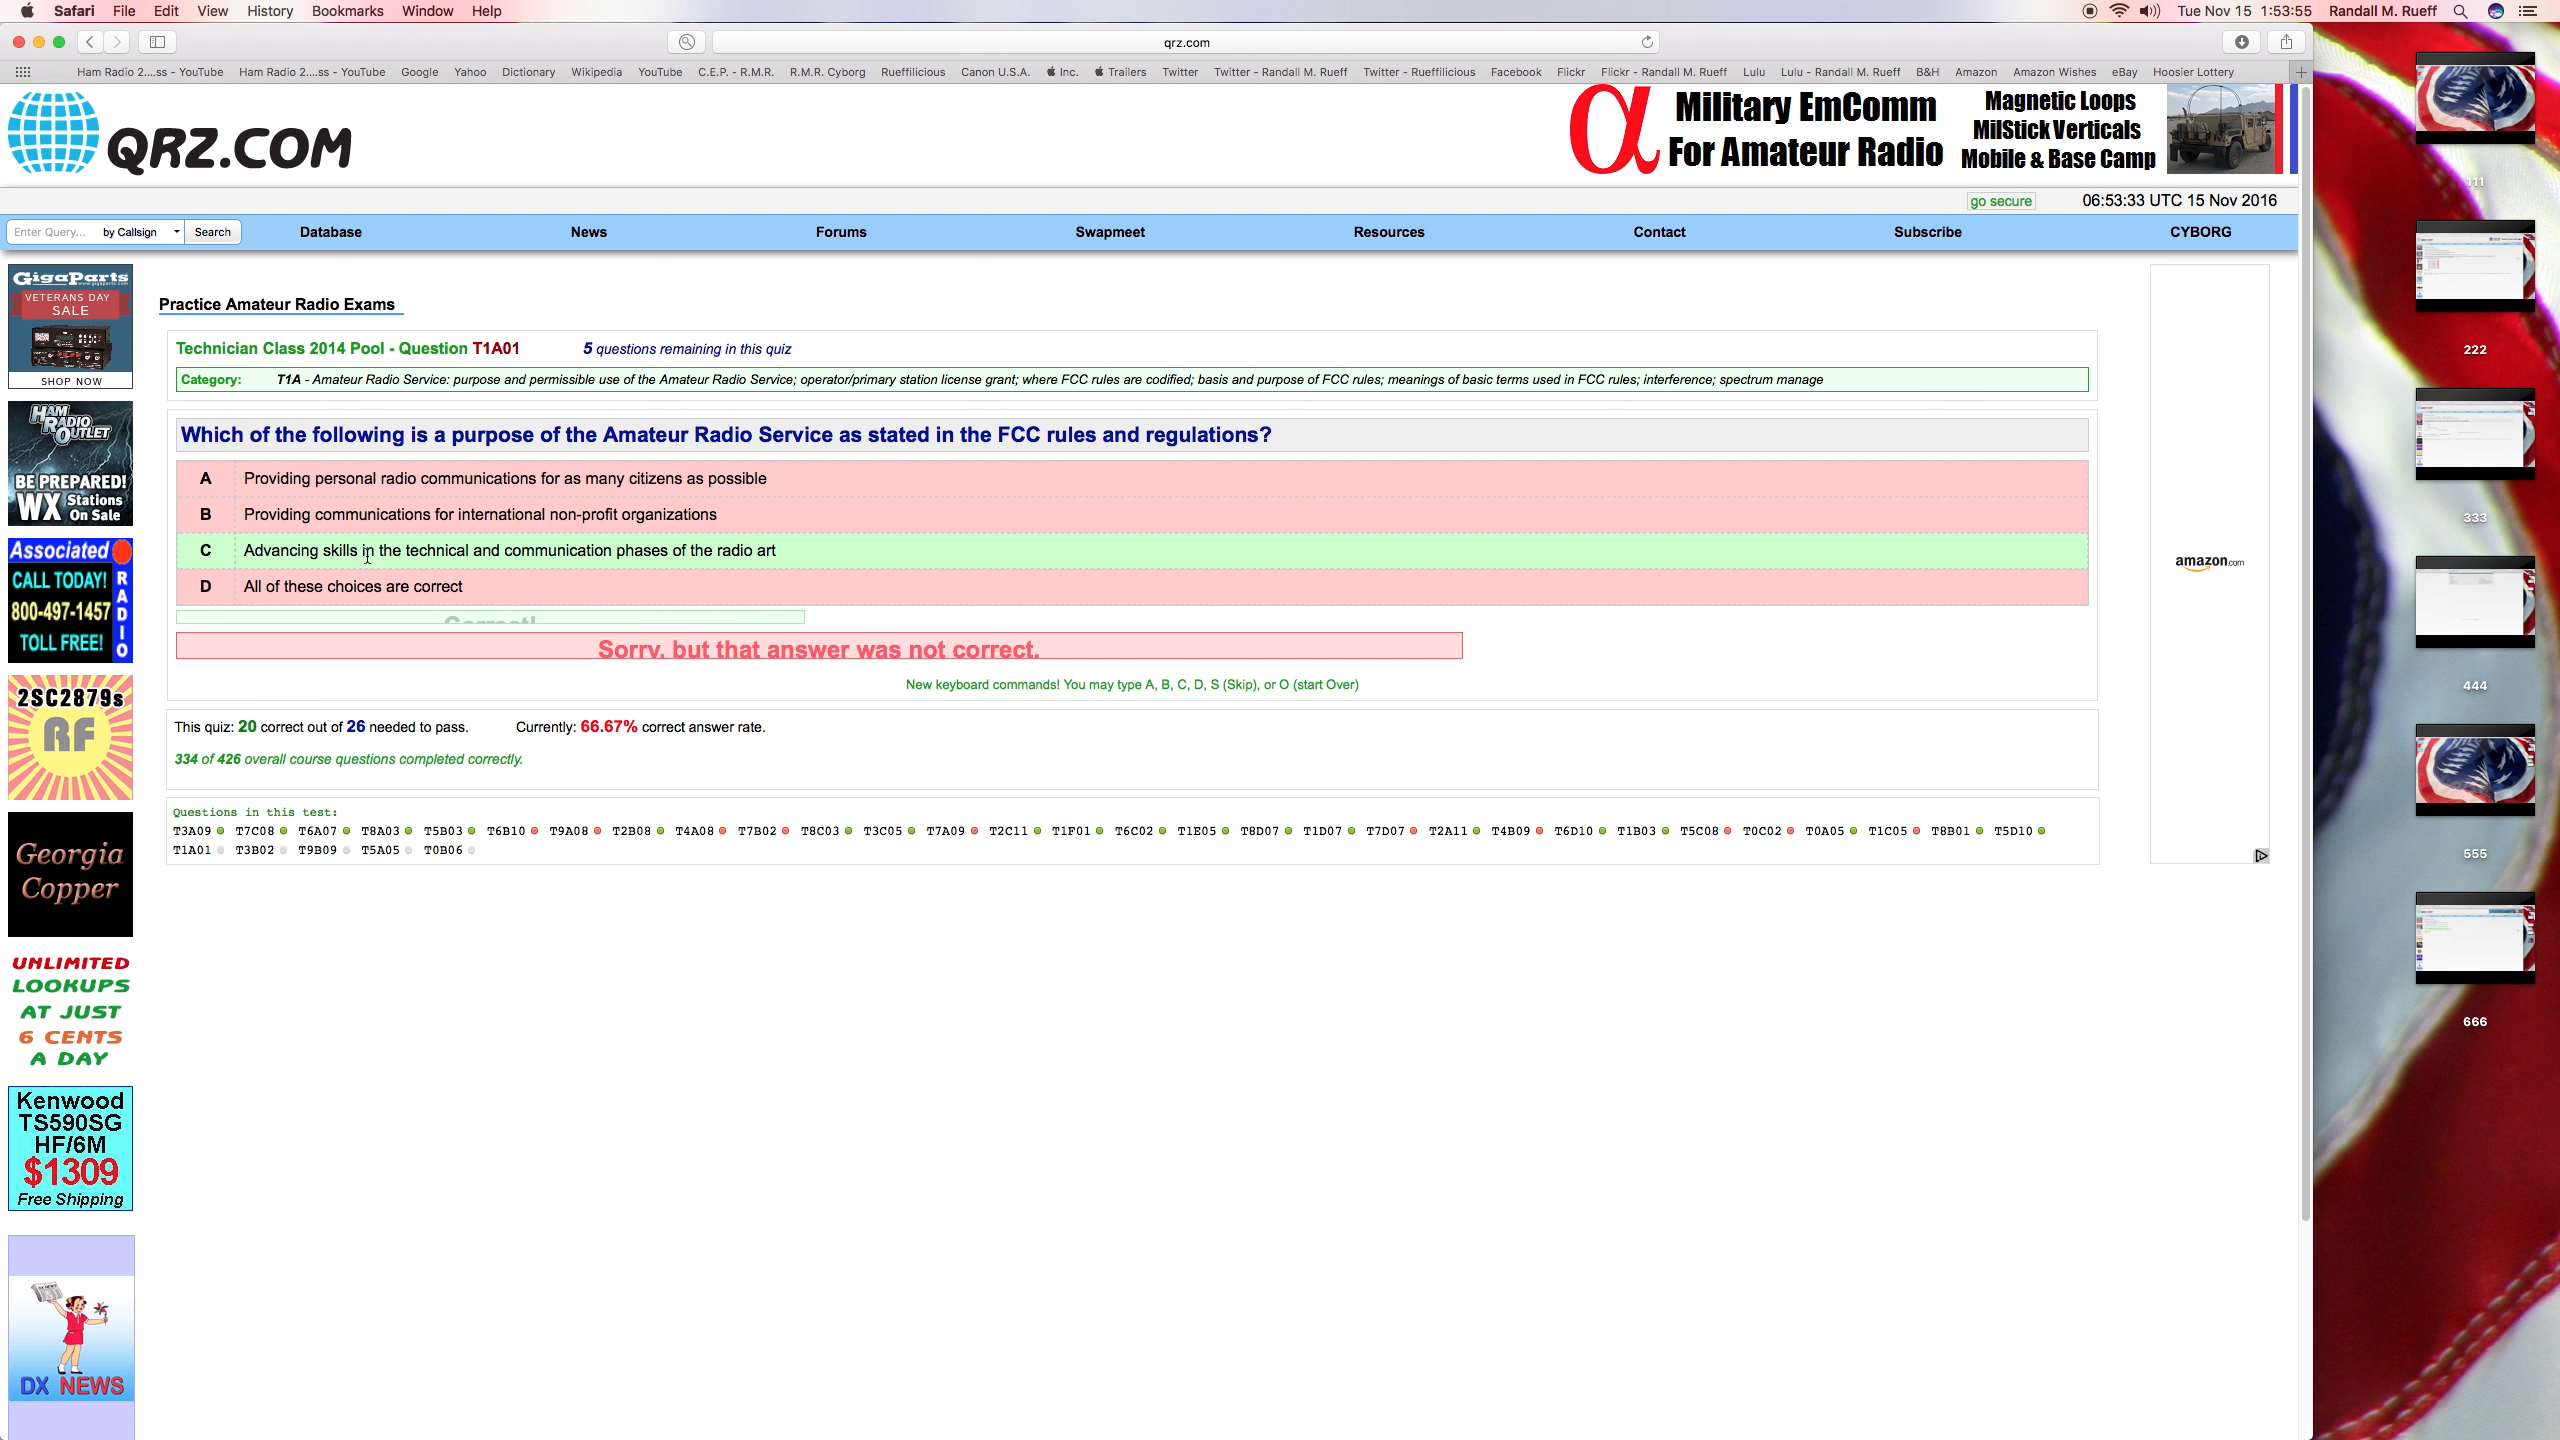 Safari File Edit View History Bookmarks Window Help Tue Nov 15 1:53:55 Randall M. Rueff
qrz.com
Ham Radio 2....ss - YouTube Ham Radio 2....ss - YouTube Google Yahoo Dictionary Wikipedia YouTube C.E.P. - R.M.R. R.M.R. Cyborg Rueffilicious Canon U.S.A. Inc. Trailers Twitter Twitter - Randall M. Rueff Twitter - Rueffilicious Facebook Flickr Flickr - Randall M. Rueff Lulu Lulu - Randall M. Rueff B&H Amazon Amazon Wishes eBay Hoosier Lottery
QRZ.COM
α
Military EmComm
For Amateur Radio
Magnetic Loops
MilStick Verticals
Mobile & Base Camp
go secure 06:53:33 UTC 15 Nov 2016
Enter Query... by Callsign Search Database News Forums Swapmeet Resources Contact Subscribe CYBORG
GigaParts
www.gigaparts.com
VETERANS DAY
SALE
SHOP NOW
HAM
RADIO
OUTLET
BE PREPARED!
WX Stations
On Sale
Associated
RADIO
CALL TODAY!
800-497-1457
TOLL FREE!
2SC2879s
RF
Georgia
Copper
UNLIMITED
LOOKUPS
AT JUST
6 CENTS
A DAY
Kenwood
TS590SG
HF/6M
$1309
Free Shipping
DX NEWS
Practice Amateur Radio Exams
Technician Class 2014 Pool - Question T1A01 5 questions remaining in this quiz
Category: T1A - Amateur Radio Service: purpose and permissible use of the Amateur Radio Service; operator/primary station license grant; where FCC rules are codified; basis and purpose of FCC rules; meanings of basic terms used in FCC rules; interference; spectrum manage
Which of the following is a purpose of the Amateur Radio Service as stated in the FCC rules and regulations?
A Providing personal radio communications for as many citizens as possible
B Providing communications for international non-profit organizations
C Advancing skills in the technical and communication phases of the radio art
D All of these choices are correct
Correct!
Sorry, but that answer was not correct.
New keyboard commands! You may type A, B, C, D, S (Skip), or O (start Over)
This quiz: 20 correct out of 26 needed to pass. Currently: 66.67% correct answer rate.
334 of 426 overall course questions completed correctly.
Questions in this test:
T3A09 T7C08 T6A07 T8A03 T5B03 T6B10 T9A08 T2B08 T4A08 T7B02 T8C03 T3C05 T7A09 T2C11 T1F01 T6C02 T1E05 T8D07 T1D07 T7D07 T2A11 T4B09 T6D10 T1B03 T5C08 T0C02 T0A05 T1C05 T8B01 T5D10
T1A01 T3B02 T9B09 T5A05 T0B06
amazon.com
111
222
333
444
555
666